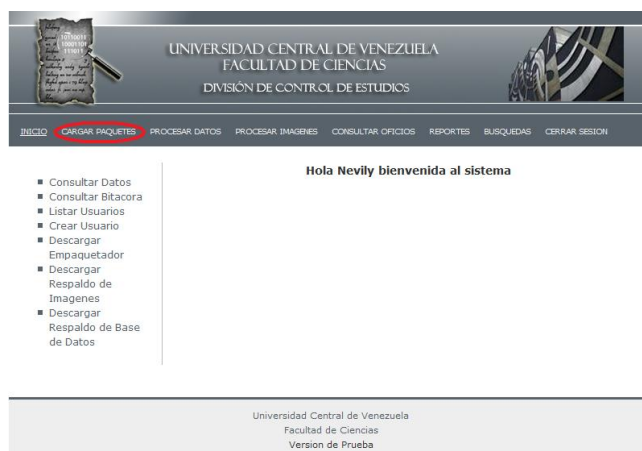 UNIVERSIDAD CENTRAL DE VENEZUELA
FACULTAD DE CIENCIAS
DIVISIÓN DE CONTROL DE ESTUDIOS
INICIO CARGAR PAQUETES PROCESAR DATOS PROCESAR IMAGENES CONSULTAR OFICIOS REPORTES BUSQUEDAS CERRAR SESION
Consultar Datos
Consultar Bitacora
Listar Usuarios
Crear Usuario
Descargar
Empaquetador
Descargar
Respaldo de
Imagenes
Descargar
Respaldo de Base
de Datos
Hola Nevily bienvenida al sistema
Universidad Central de Venezuela
Facultad de Ciencias
Version de Prueba